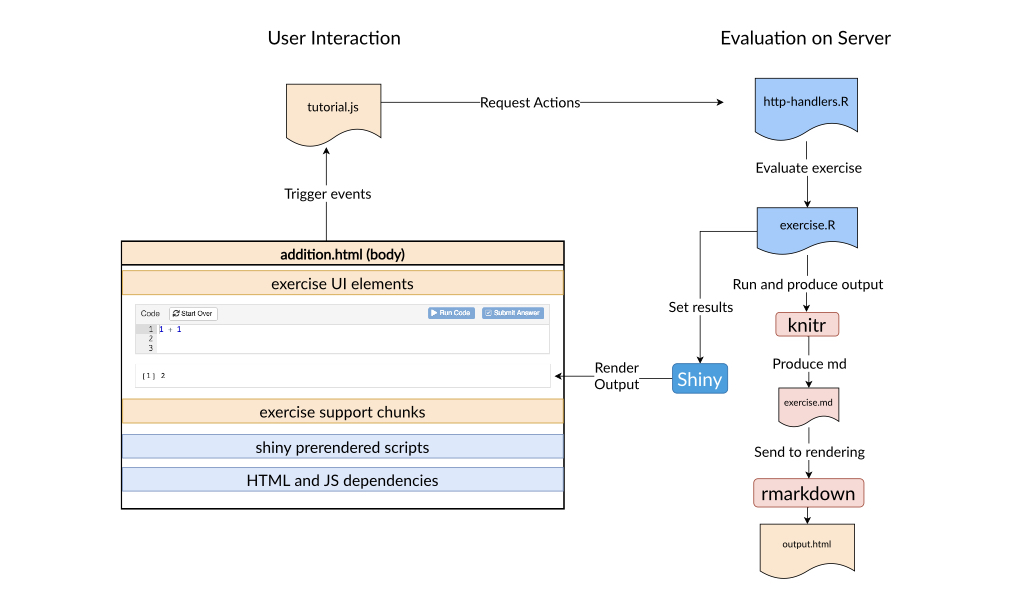 User Interaction
Evaluation on Server
tutorial.js
Request Actions
http-handlers.R
Trigger events
Evaluate exercise
exercise.R
addition.html (body)
exercise UI elements
Code
Start Over
Run Code
Submit Answer
1 1 + 1
2
3
[1] 2
Set results
Run and produce output
knitr
Render
Output
Shiny
Produce md
exercise.md
exercise support chunks
shiny prerendered scripts
HTML and JS dependencies
Send to rendering
rmarkdown
output.html